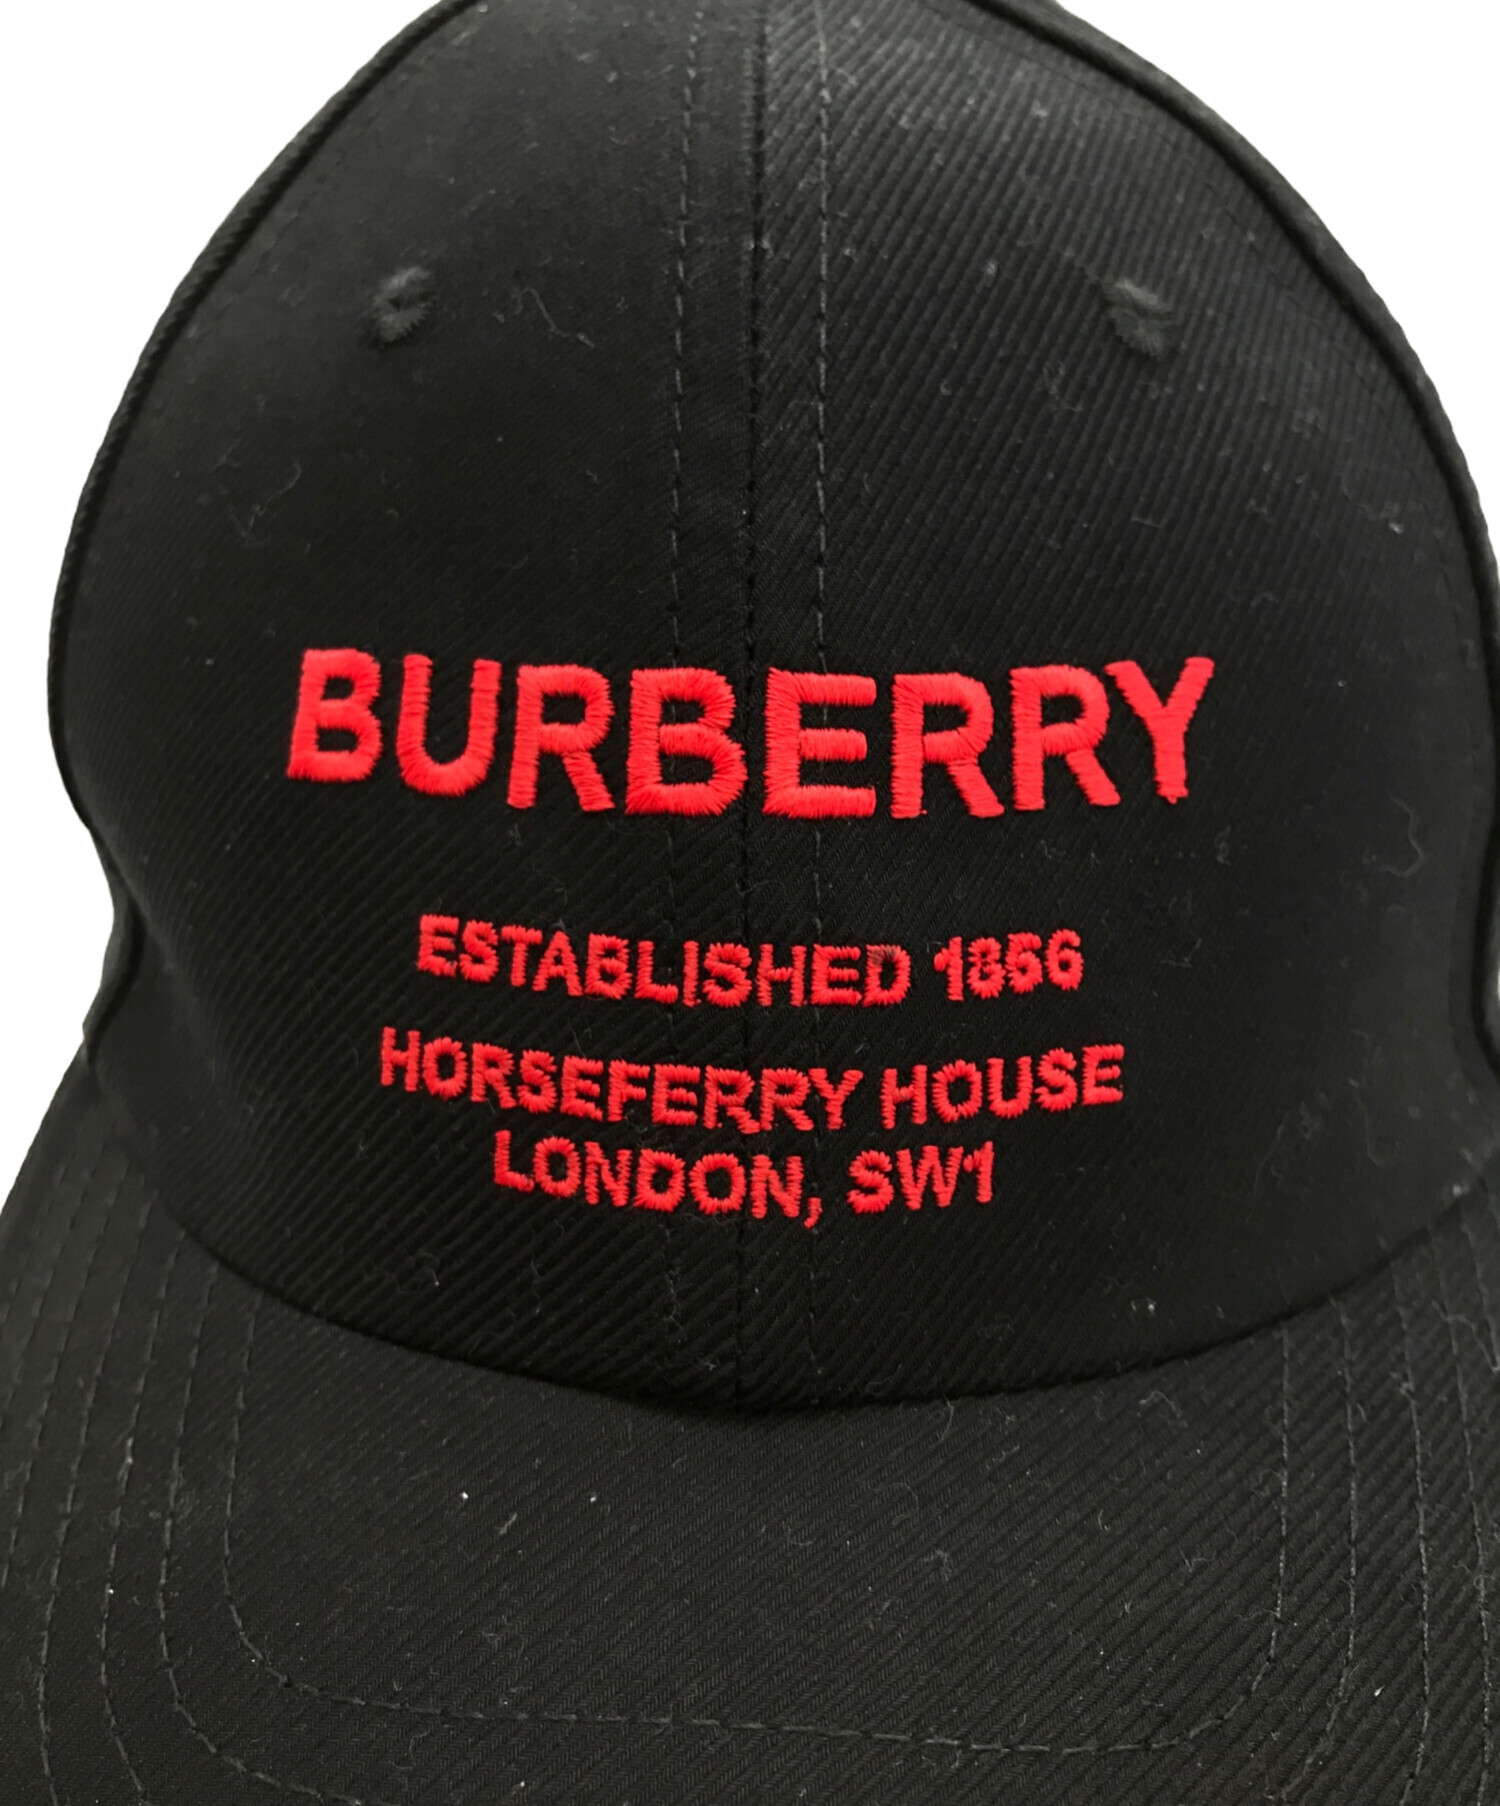 BURBERRY
ESTABLISHED 1856
HORSEFERRY HOUSE
LONDON, SW1